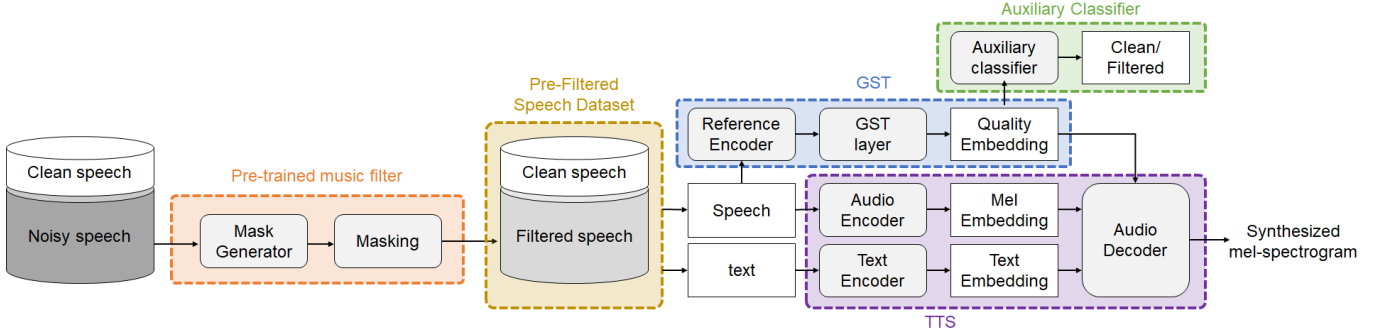 Auxiliary Classifier
Auxiliary
classifier
Clean/
Filtered
Pre-Filtered
Speech Dataset
GST
Reference
Encoder
GST
layer
Quality
Embedding
Clean speech
Noisy speech
Pre-trained music filter
Mask
Generator
Masking
Clean speech
Filtered speech
Speech
text
Audio
Encoder
Mel
Embedding
Text
Encoder
Text
Embedding
Audio
Decoder
Synthesized
mel-spectrogram
TTS